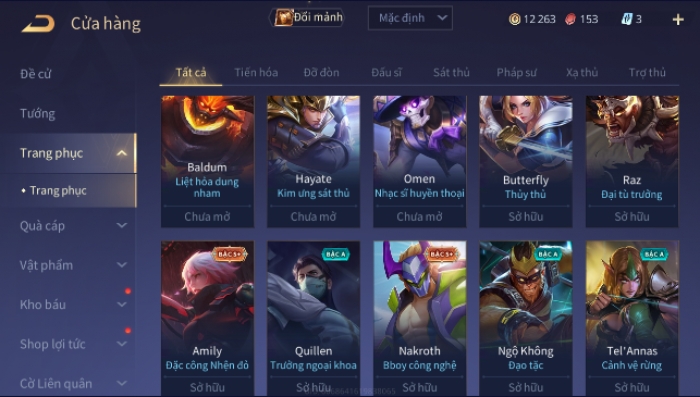 Cửa hàng
Đổi mảnh
Mặc định
12 263
153
3
Đề cử
Tướng
Trang phục
Trang phục
Quà cáp
Vật phẩm
Kho báu
Shop lợi tức
Cờ Liên quân
Tất cả Tiến hóa Đỡ đòn Đấu sĩ Sát thủ Pháp sư Xạ thủ Trợ thủ
Baldum
Liệt hỏa dung
nham
Chưa mở
Hayate
Kim ưng sát thủ
Chưa mở
Omen
Nhạc sĩ huyền thoại
Chưa mở
Butterfly
Thủy thủ
Sở hữu
Raz
Đại tù trưởng
Sở hữu
BẬC S+
Amily
Đặc công Nhện đỏ
Sở hữu
BẬC A
Quillen
Trưởng ngoại khoa
Sở hữu
BẬC S+
Nakroth
Bboy công nghệ
Sở hữu
BẬC A
Ngộ Không
Đạo tặc
Sở hữu
BẬC A
Tel'Annas
Cảnh vệ rừng
Sở hữu